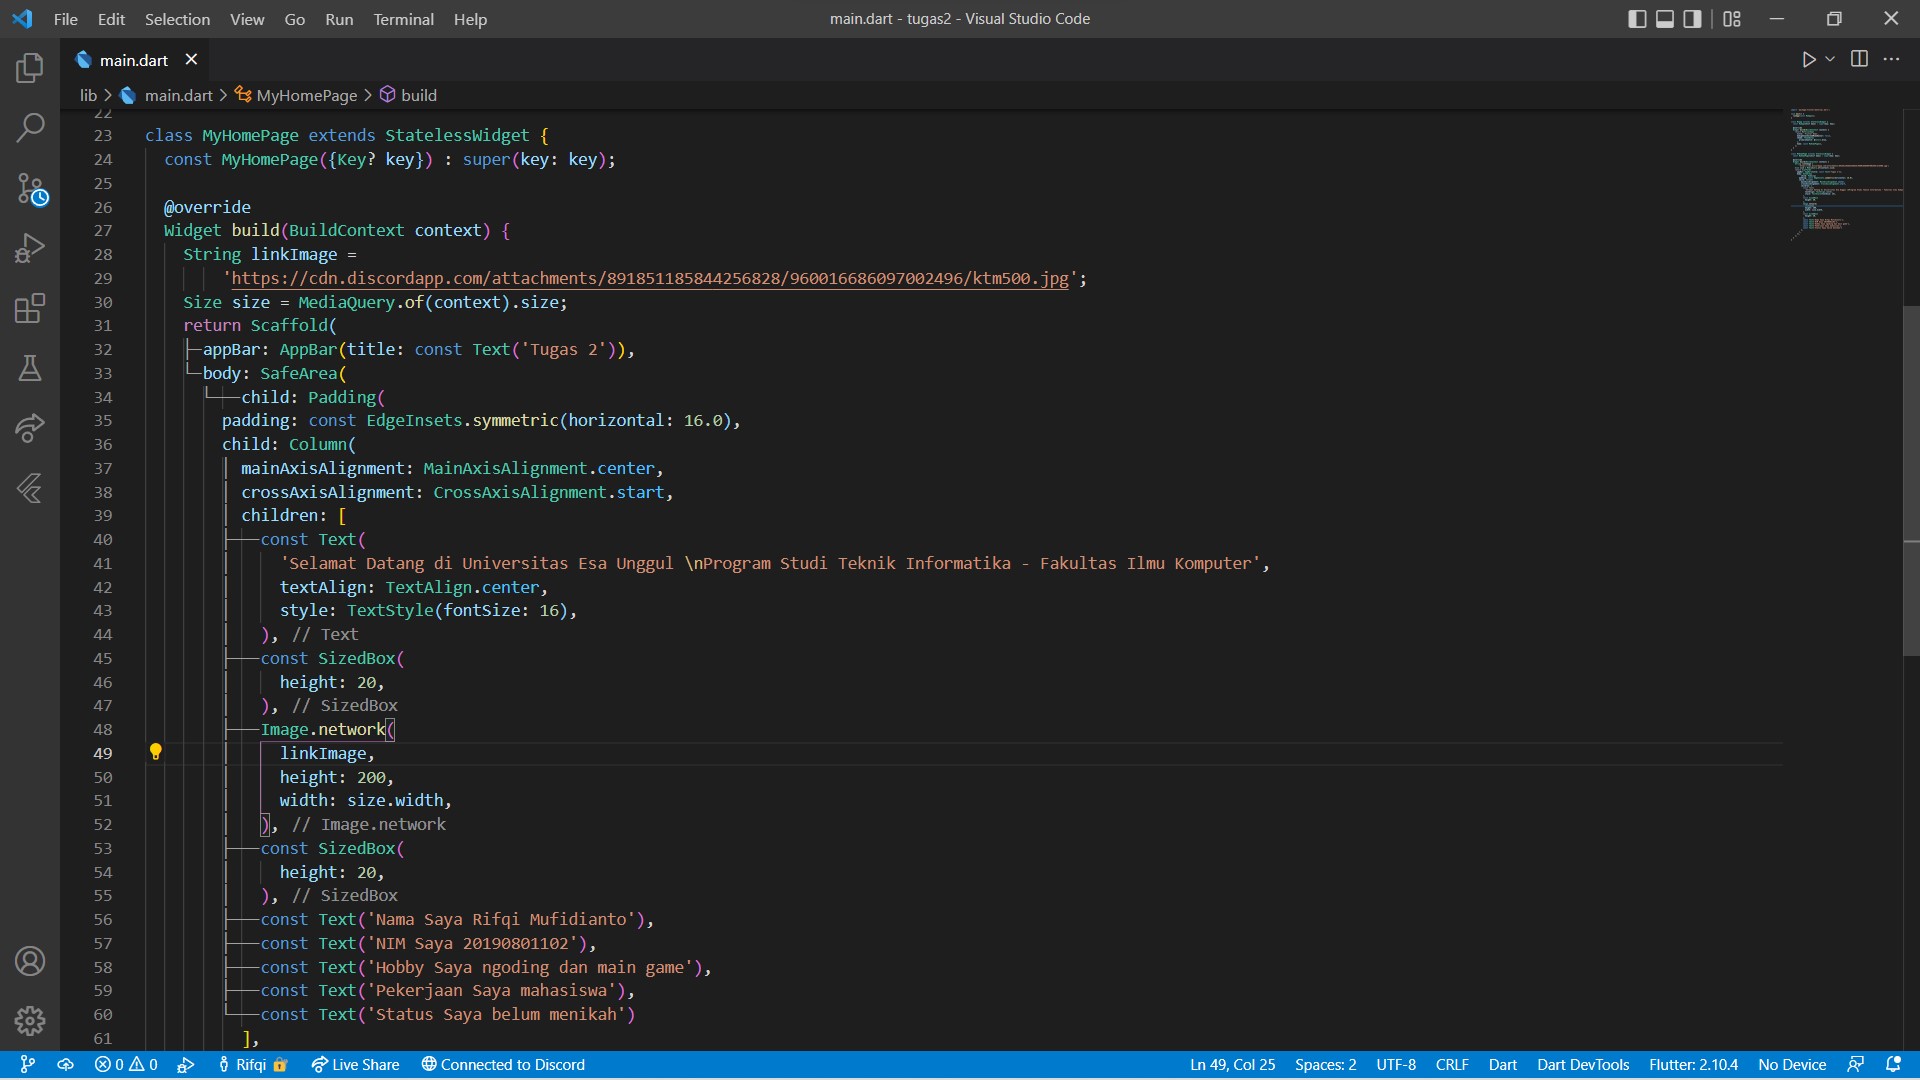 File Edit Selection View Go Run Terminal Help main.dart - tugas2 - Visual Studio Code
main.dart
lib > main.dart > MyHomePage > build
22
23 class MyHomePage extends StatelessWidget {
24 const MyHomePage({Key? key}) : super(key: key);
25
26 @override
27 Widget build(BuildContext context) {
28 String linkImage =
29 'https://cdn.discordapp.com/attachments/891851185844256828/960016686097002496/ktm500.jpg';
30 Size size = MediaQuery.of(context).size;
31 return Scaffold(
32 appBar: AppBar(title: const Text('Tugas 2')),
33 body: SafeArea(
34 child: Padding(
35 padding: const EdgeInsets.symmetric(horizontal: 16.0),
36 child: Column(
37 mainAxisAlignment: MainAxisAlignment.center,
38 crossAxisAlignment: CrossAxisAlignment.start,
39 children: [
40 const Text(
41 'Selamat Datang di Universitas Esa Unggul \nProgram Studi Teknik Informatika - Fakultas Ilmu Komputer',
42 textAlign: TextAlign.center,
43 style: TextStyle(fontSize: 16),
44 ), // Text
45 const SizedBox(
46 height: 20,
47 ), // SizedBox
48 Image.network(
49 linkImage,
50 height: 200,
51 width: size.width,
52 ), // Image.network
53 const SizedBox(
54 height: 20,
55 ), // SizedBox
56 const Text('Nama Saya Rifqi Mufidianto'),
57 const Text('NIM Saya 20190801102'),
58 const Text('Hobby Saya ngoding dan main game'),
59 const Text('Pekerjaan Saya mahasiswa'),
60 const Text('Status Saya belum menikah')
61 ],
0 0 Rifqi Live Share Connected to Discord Ln 49, Col 25 Spaces: 2 UTF-8 CRLF Dart Dart DevTools Flutter: 2.10.4 No Device